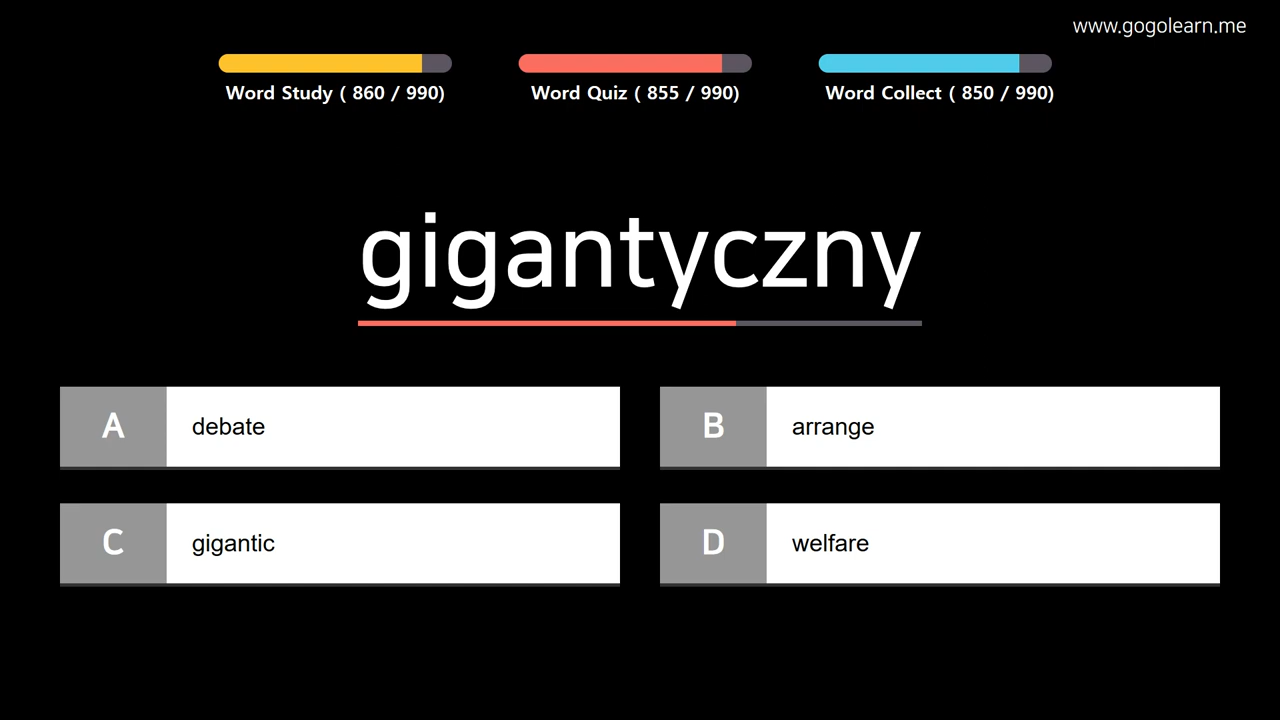 www.gogolearn.me
Word Study ( 860 / 990)
Word Quiz ( 855 / 990)
Word Collect ( 850 / 990)
gigantyczny
A debate
B arrange
C gigantic
D welfare